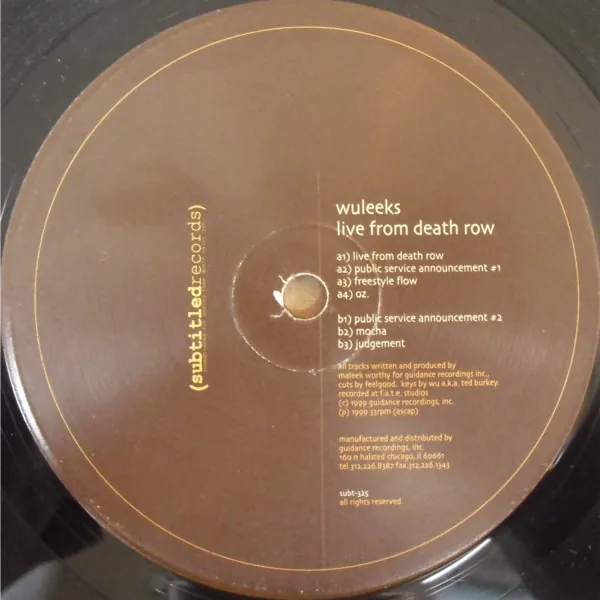 (subtitledrecords)
wuleeks
live from death row
a1) live from death row
a2) public service announcement #1
a3) freestyle flow
a4) oz.
b1) public service announcement #2
b2) mocha
b3) judgement
all tracks written and produced by
maleek worthy for guidance recordings inc.,
cuts by feelgood. keys by wu a.k.a. ted burkey.
recorded at f.a.t.e. studios
(c) 1999 guidance recordings, inc.
(p) 1999 33rpm (ascap)
manufactured and distributed by
guidance recordings, inc.
160 n halsted chicago, il 60661
tel 312.226.8387 fax.312.226.1343
subt-325
all rights reserved.